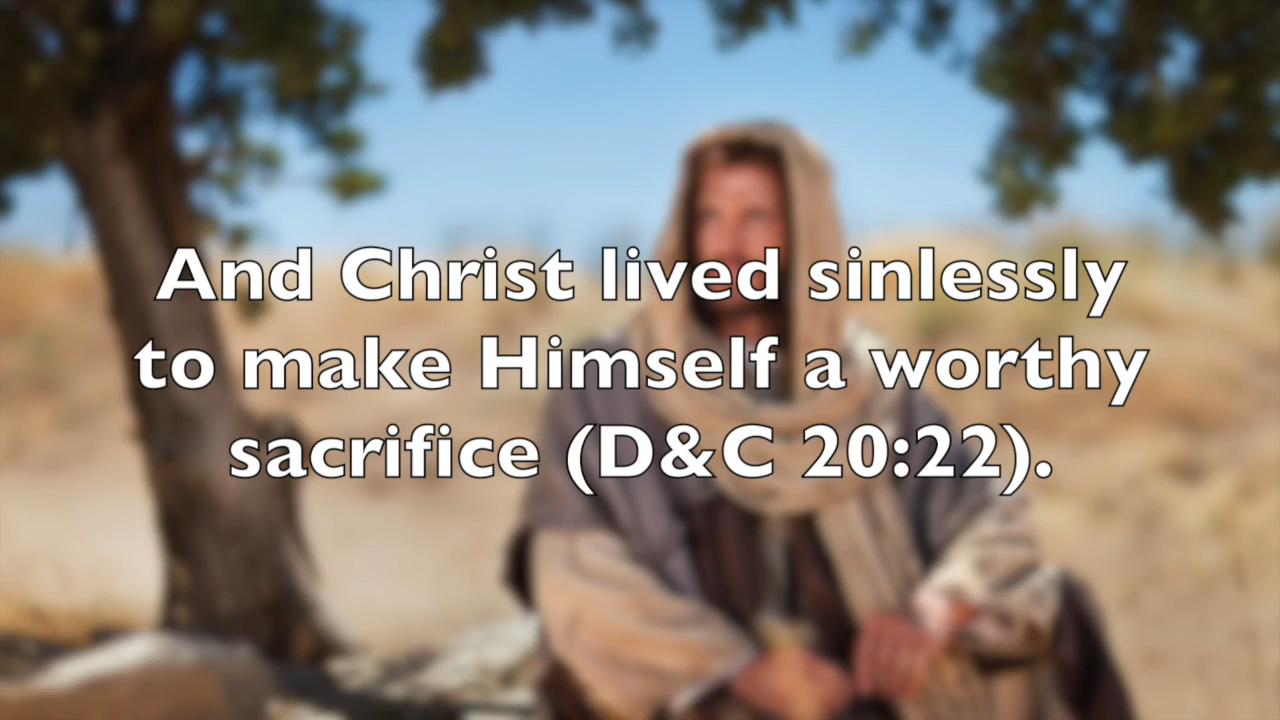 And Christ lived sinlessly
to make Himself a worthy
sacrifice (D&C 20:22).